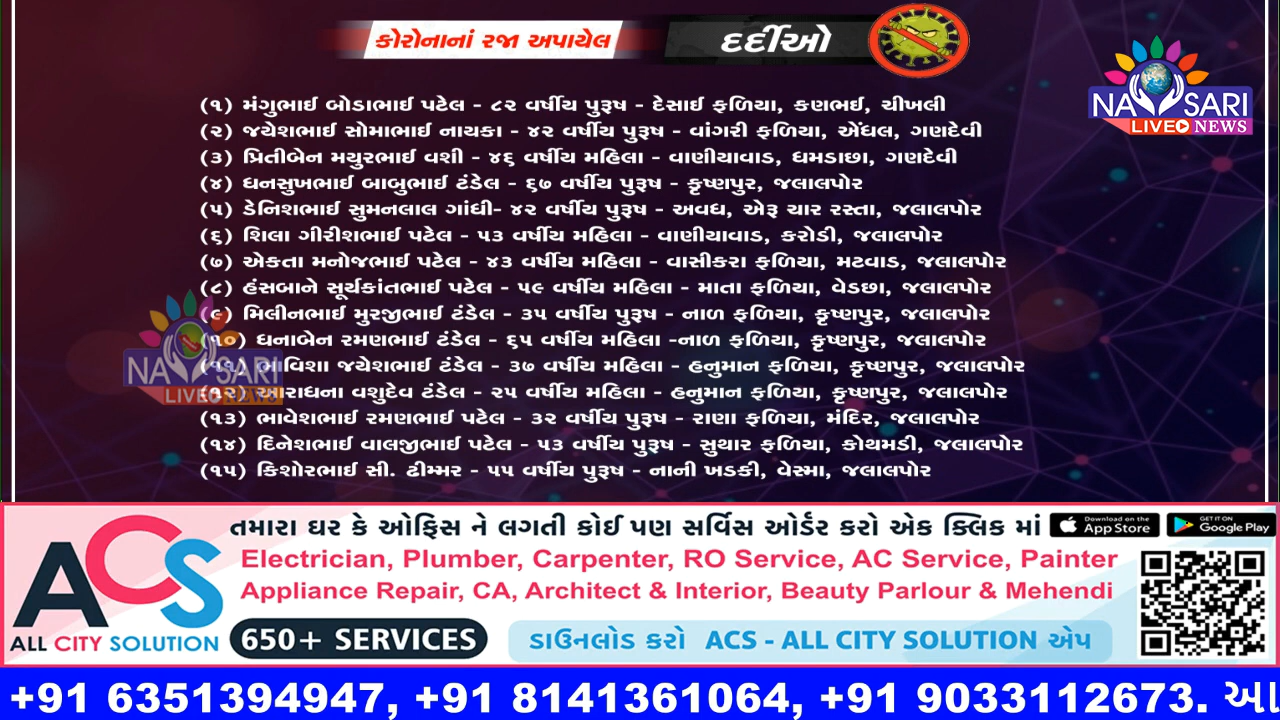 કોરોનાનાં રજા અપાયેલ દર્દીઓ
NAVSARI
LIVE NEWS
(૧) મંગુભાઈ બોડાભાઈ પટેલ - ૮૨ વર્ષીય પુરૂષ - દેસાઈ ફળિયા, કણભઇ, ચીખલી
(૨) જયેશભાઈ સોમાભાઈ નાયકા - ૪૨ વર્ષીય પુરૂષ - વાંગરી ફળિયા, એંધલ, ગણદેવી
(૩) પ્રિતીબેન મયુરભાઈ વશી - ૪૬ વર્ષીય મહિલા - વાણીયાવાડ, ધમડાછા, ગણદેવી
(૪) ધનસુખભાઈ બાબુભાઈ ટંડેલ - ૬૭ વર્ષીય પુરૂષ - કૃષ્ણપુર, જલાલપોર
(૫) ડેનિશભાઈ સુમનલાલ ગાંધી- ૪૨ વર્ષીય પુરૂષ - અવધ, એરૂ ચાર રસ્તા, જલાલપોર
(૬) શિલા ગીરીશભાઈ પટેલ - ૫૩ વર્ષીય મહિલા - વાણીયાવાડ, કરોડી, જલાલપોર
(૭) એકતા મનોજભાઈ પટેલ - ૪૩ વર્ષીય મહિલા - વાસીકરા ફળિયા, મટવાડ, જલાલપોર
(૮) હંસબાને સૂર્યકાંતભાઈ પટેલ - ૫૯ વર્ષીય મહિલા - માતા ફળિયા, વેડછા, જલાલપોર
(૯) મિલીનભાઈ મુરજીભાઈ ટંડેલ - ૩૫ વર્ષીય પુરૂષ - નાળ ફળિયા, કૃષ્ણપુર, જલાલપોર
(૧૦) ધનાબેન રમણભાઈ ટંડેલ - ૬૫ વર્ષીય મહિલા -નાળ ફળિયા, કૃષ્ણપુર, જલાલપોર
(૧૧) ભાવિશા જયેશભાઈ ટંડેલ - ૩૭ વર્ષીય મહિલા - હનુમાન ફળિયા, કૃષ્ણપુર, જલાલપોર
(૧૨) આરાધના વશુદેવ ટંડેલ - ૨૫ વર્ષીય મહિલા - હનુમાન ફળિયા, કૃષ્ણપુર, જલાલપોર
(૧૩) ભાવેશભાઈ રમણભાઈ પટેલ - ૩૨ વર્ષીય પુરૂષ - રાણા ફળિયા, મંદિર, જલાલપોર
(૧૪) દિનેશભાઈ વાલજીભાઈ પટેલ - ૫૩ વર્ષીય પુરૂષ - સુથાર ફળિયા, કોથમડી, જલાલપોર
(૧૫) કિશોરભાઈ સી. ઢીમ્મર - ૫૫ વર્ષીય પુરૂષ - નાની ખડકી, વેસ્મા, જલાલપોર
NAVSARI
LIVE NEWS
ACS
ALL CITY SOLUTION
તમારા ઘર કે ઓફિસ ને લગતી કોઈ પણ સર્વિસ ઓર્ડર કરો એક ક્લિક માં
Download on the App Store
GET IT ON Google Play
Electrician, Plumber, Carpenter, RO Service, AC Service, Painter
Appliance Repair, CA, Architect & Interior, Beauty Parlour & Mehendi
650+ SERVICES
ડાઉનલોડ કરો ACS - ALL CITY SOLUTION એપ
+91 6351394947, +91 8141361064, +91 9033112673. આ